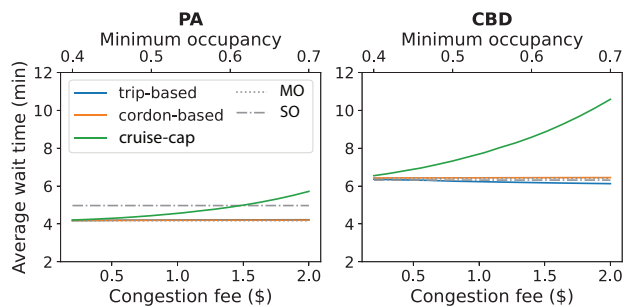 PA
CBD
Minimum occupancy
Minimum occupancy
0.4 0.5 0.6 0.7
0.4 0.5 0.6 0.7
Average wait time (min)
12
10
8
6
4
2
trip-based
cordon-based
cruise-cap
MO
SO
12
10
8
6
4
2
0.5 1.0 1.5 2.0
0.5 1.0 1.5 2.0
Congestion fee ($)
Congestion fee ($)